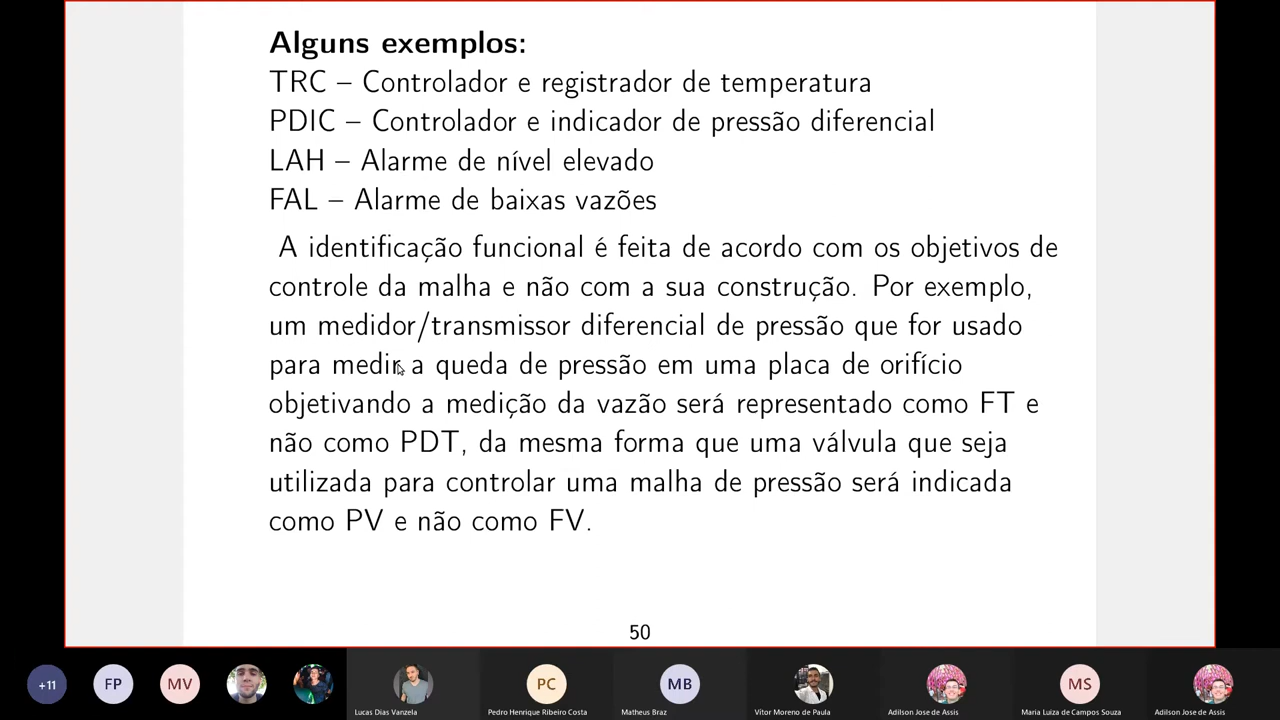 Alguns exemplos:
TRC – Controlador e registrador de temperatura
PDIC – Controlador e indicador de pressão diferencial
LAH – Alarme de nível elevado
FAL – Alarme de baixas vazões
A identificação funcional é feita de acordo com os objetivos de
controle da malha e não com a sua construção. Por exemplo,
um medidor/transmissor diferencial de pressão que for usado
para medir a queda de pressão em uma placa de orifício
objetivando a medição da vazão será representado como FT e
não como PDT, da mesma forma que uma válvula que seja
utilizada para controlar uma malha de pressão será indicada
como PV e não como FV.
50
+11 FP MV PC MB MS
Lucas Dias Vanzela Pedro Henrique Ribeiro Costa Matheus Braz Vítor Moreno de Paula Adilson Jose de Assis Maria Luiza de Campos Souza Adilson Jose de Assis